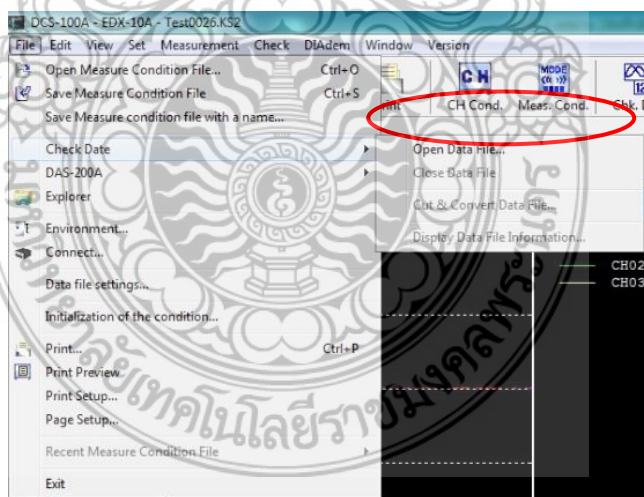 DCS-100A - EDX-10A - Test0026.KS2
File Edit View Set Measurement Check DIAdem Window Version
Open Measure Condition File... Ctrl+O
Save Measure Condition File Ctrl+S
Save Measure condition file with a name...
CH Cond. Meas. Cond. Chk.
CH
MODE
Check Date
DAS-200A
Explorer
Environment...
Connect...
Data file settings...
Initialization of the condition...
Print... Ctrl+P
Print Preview
Print Setup...
Page Setup...
Recent Measure Condition File
Exit
Open Data File...
Close Data File
Cut & Convert Data File...
Display Data File Information...
CH02
CH03